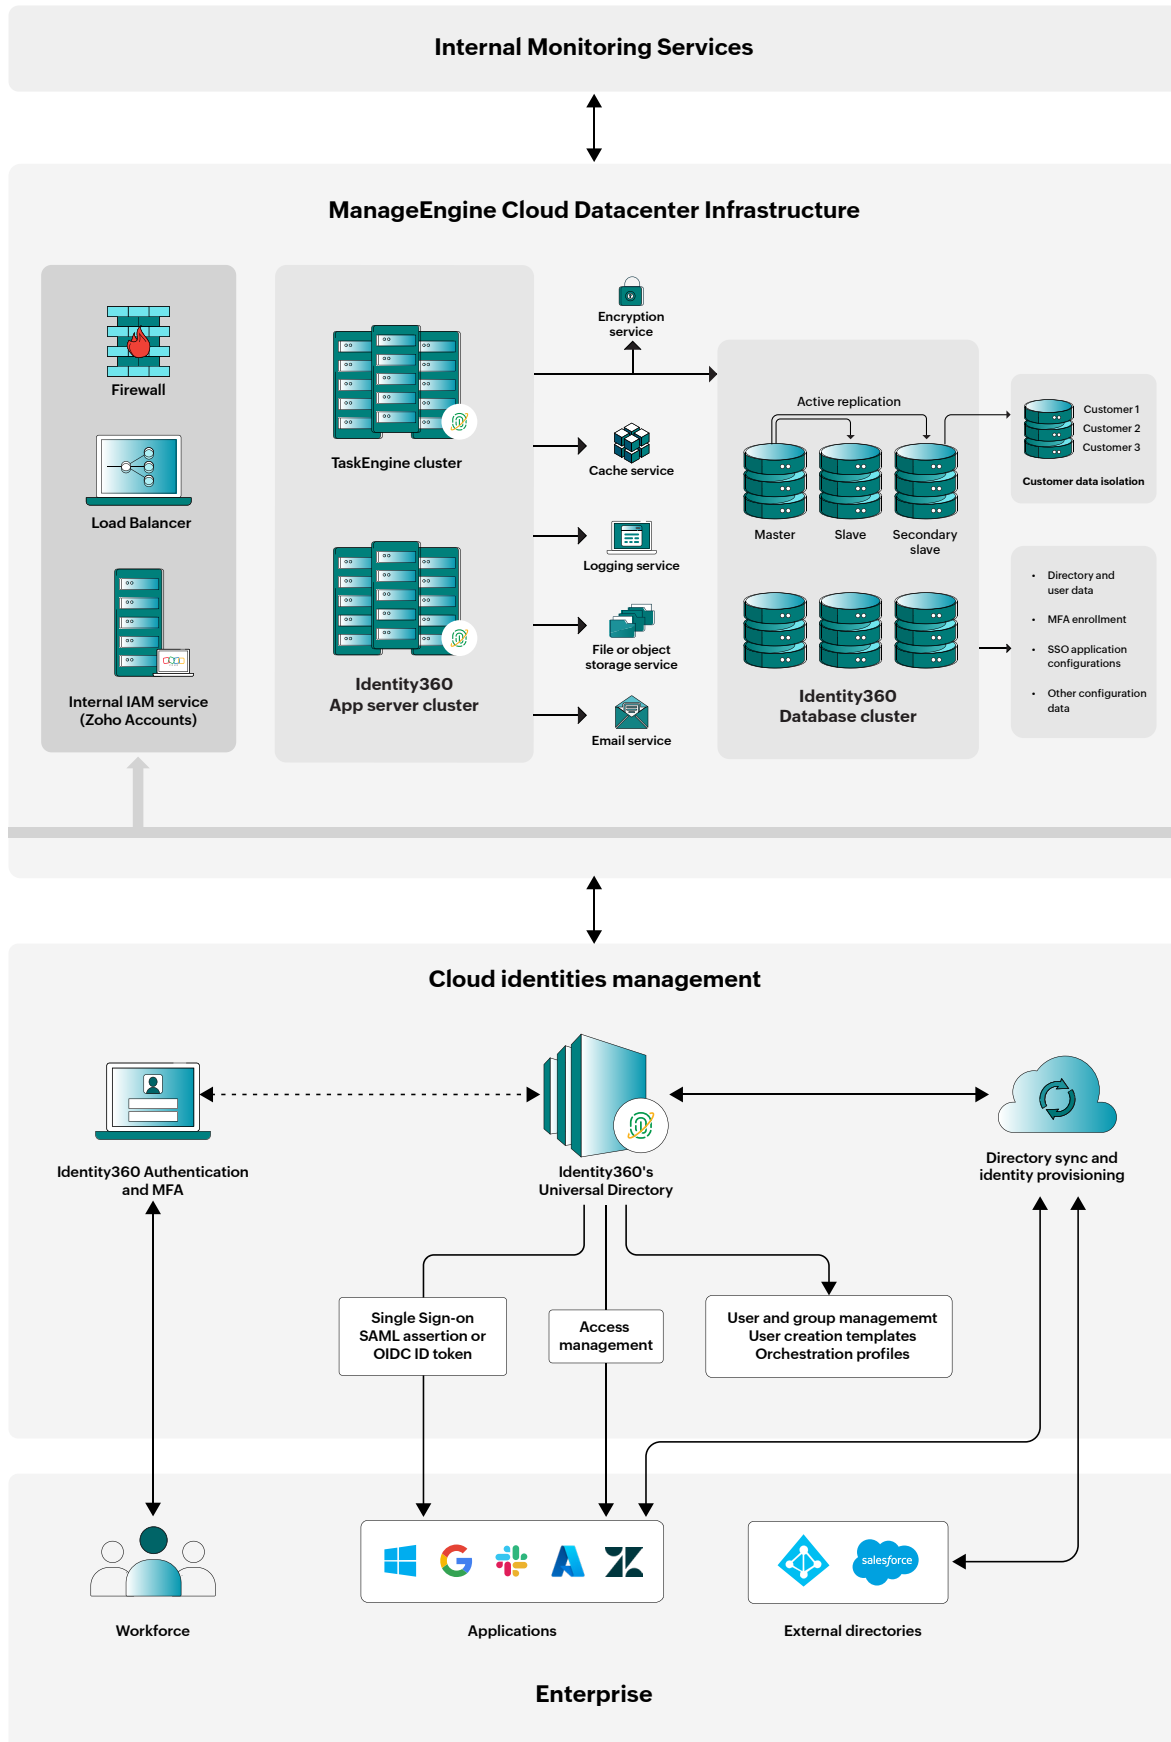 Internal Monitoring Services
ManageEngine Cloud Datacenter Infrastructure
Firewall
Load Balancer
Internal IAM service
(Zoho Accounts)
TaskEngine cluster
Identity360
App server cluster
Encryption
service
Cache service
Logging service
File or object
storage service
Email service
Active replication
Master
Slave
Secondary
slave
Identity360
Database cluster
Customer 1
Customer 2
Customer 3
Customer data isolation
• Directory and
user data
• MFA enrollment
• SSO application
configurations
• Other configuration
data
Cloud identities management
Identity360 Authentication
and MFA
Identity360's
Universal Directory
Directory sync and
identity provisioning
Single Sign-on
SAML assertion or
OIDC ID token
Access
management
User and group managememt
User creation templates
Orchestration profiles
salesforce
Workforce
Applications
External directories
Enterprise